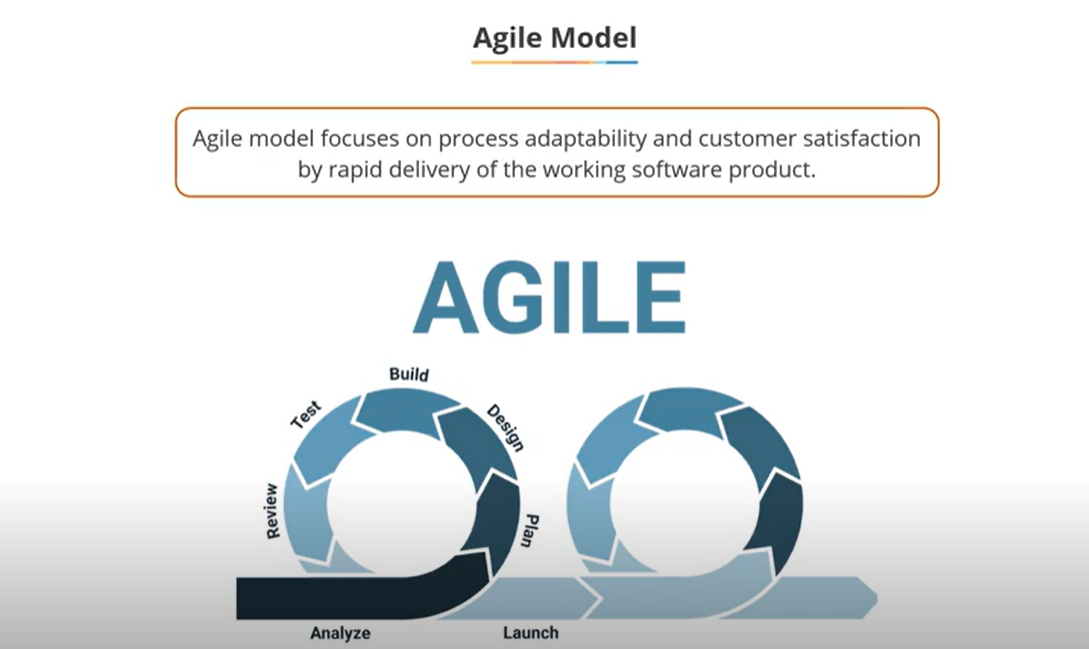 Agile Model
Agile model focuses on process adaptability and customer satisfaction
by rapid delivery of the working software product.
AGILE
Build
Test
Design
Review
Plan
Analyze
Launch